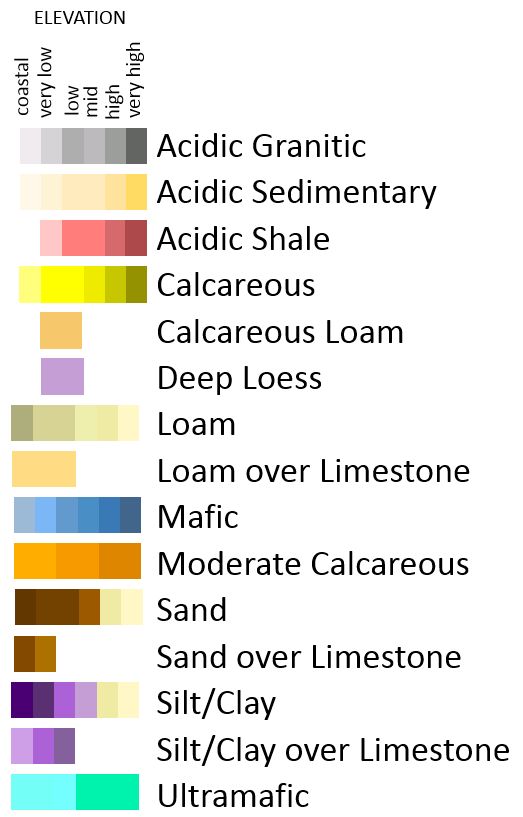 ELEVATION
coastal
very low
low
mid
high
very high
Acidic Granitic
Acidic Sedimentary
Acidic Shale
Calcareous
Calcareous Loam
Deep Loess
Loam
Loam over Limestone
Mafic
Moderate Calcareous
Sand
Sand over Limestone
Silt/Clay
Silt/Clay over Limestone
Ultramafic